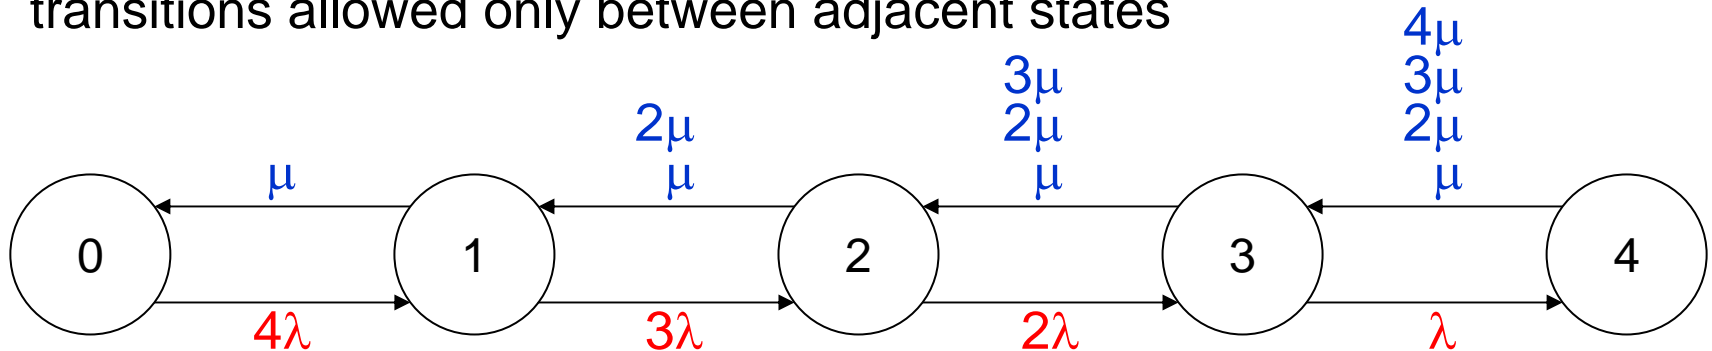 transitions allowed only between adjacent states
4μ
3μ 3μ
2μ 2μ 2μ
μ μ μ μ
0 1 2 3 4
4λ 3λ 2λ λ